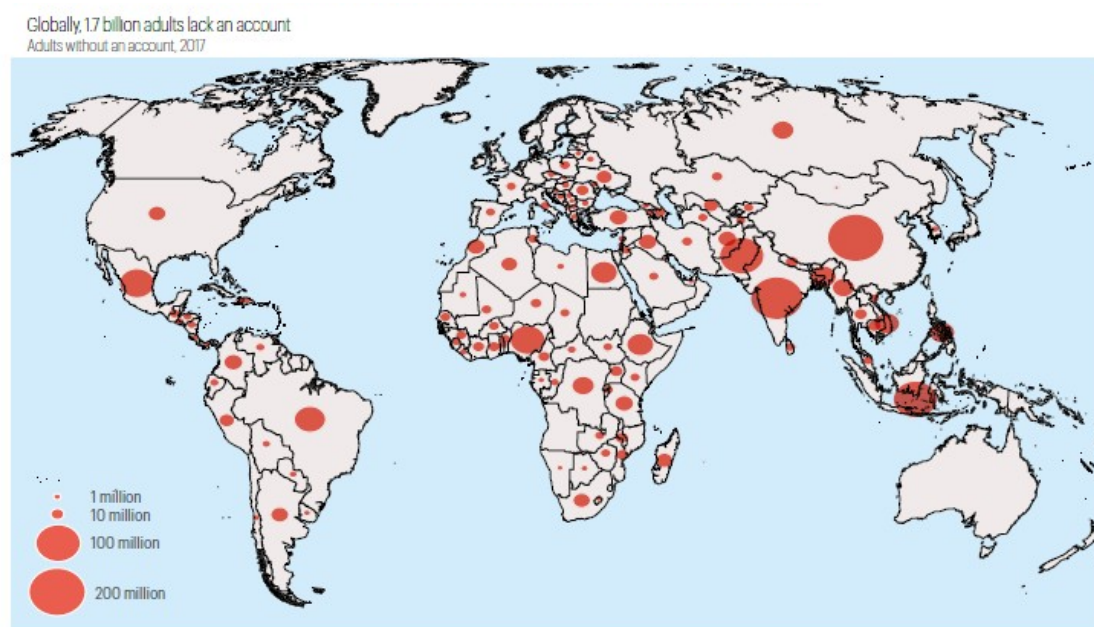 Globally, 1.7 billion adults lack an account
Adults without an account, 2017
1 million
10 million
100 million
200 million